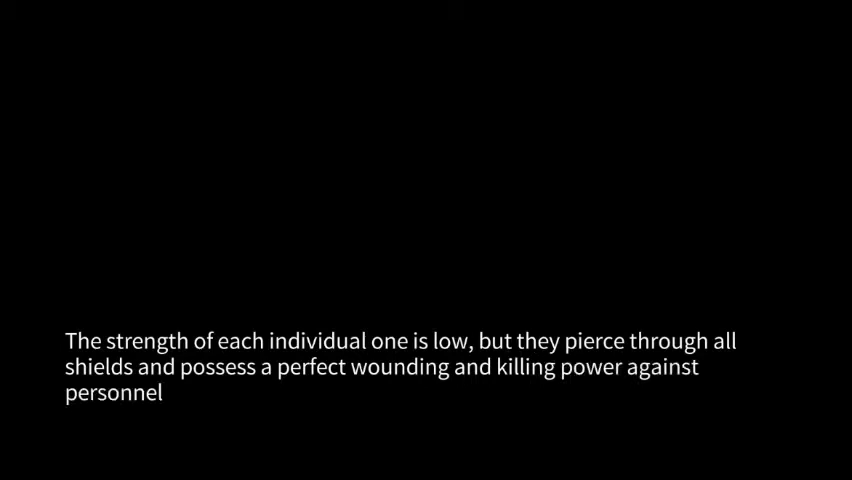 The strength of each individual one is low, but they pierce through all
shields and possess a perfect wounding and killing power against
personnel